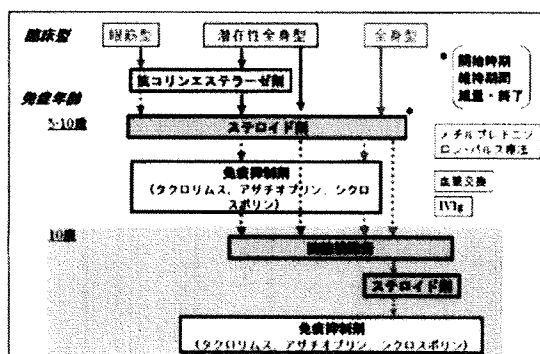 臨床型
眼筋型
潜在性全身型
全身型
* 開始時期
維持期間
減量・終了
抗コリンエステラーゼ剤
発症年齢
5-10歳
*
ステロイド剤
メチルプレドニゾ
ロン・パルス療法
免疫抑制剤
(タクロリムス、アザチオプリン、シクロ
スポリン)
血漿交換
IVIg
10歳
ステロイド剤
免疫抑制剤
(タクロリムス、アザチオプリン、シクロスポリン)